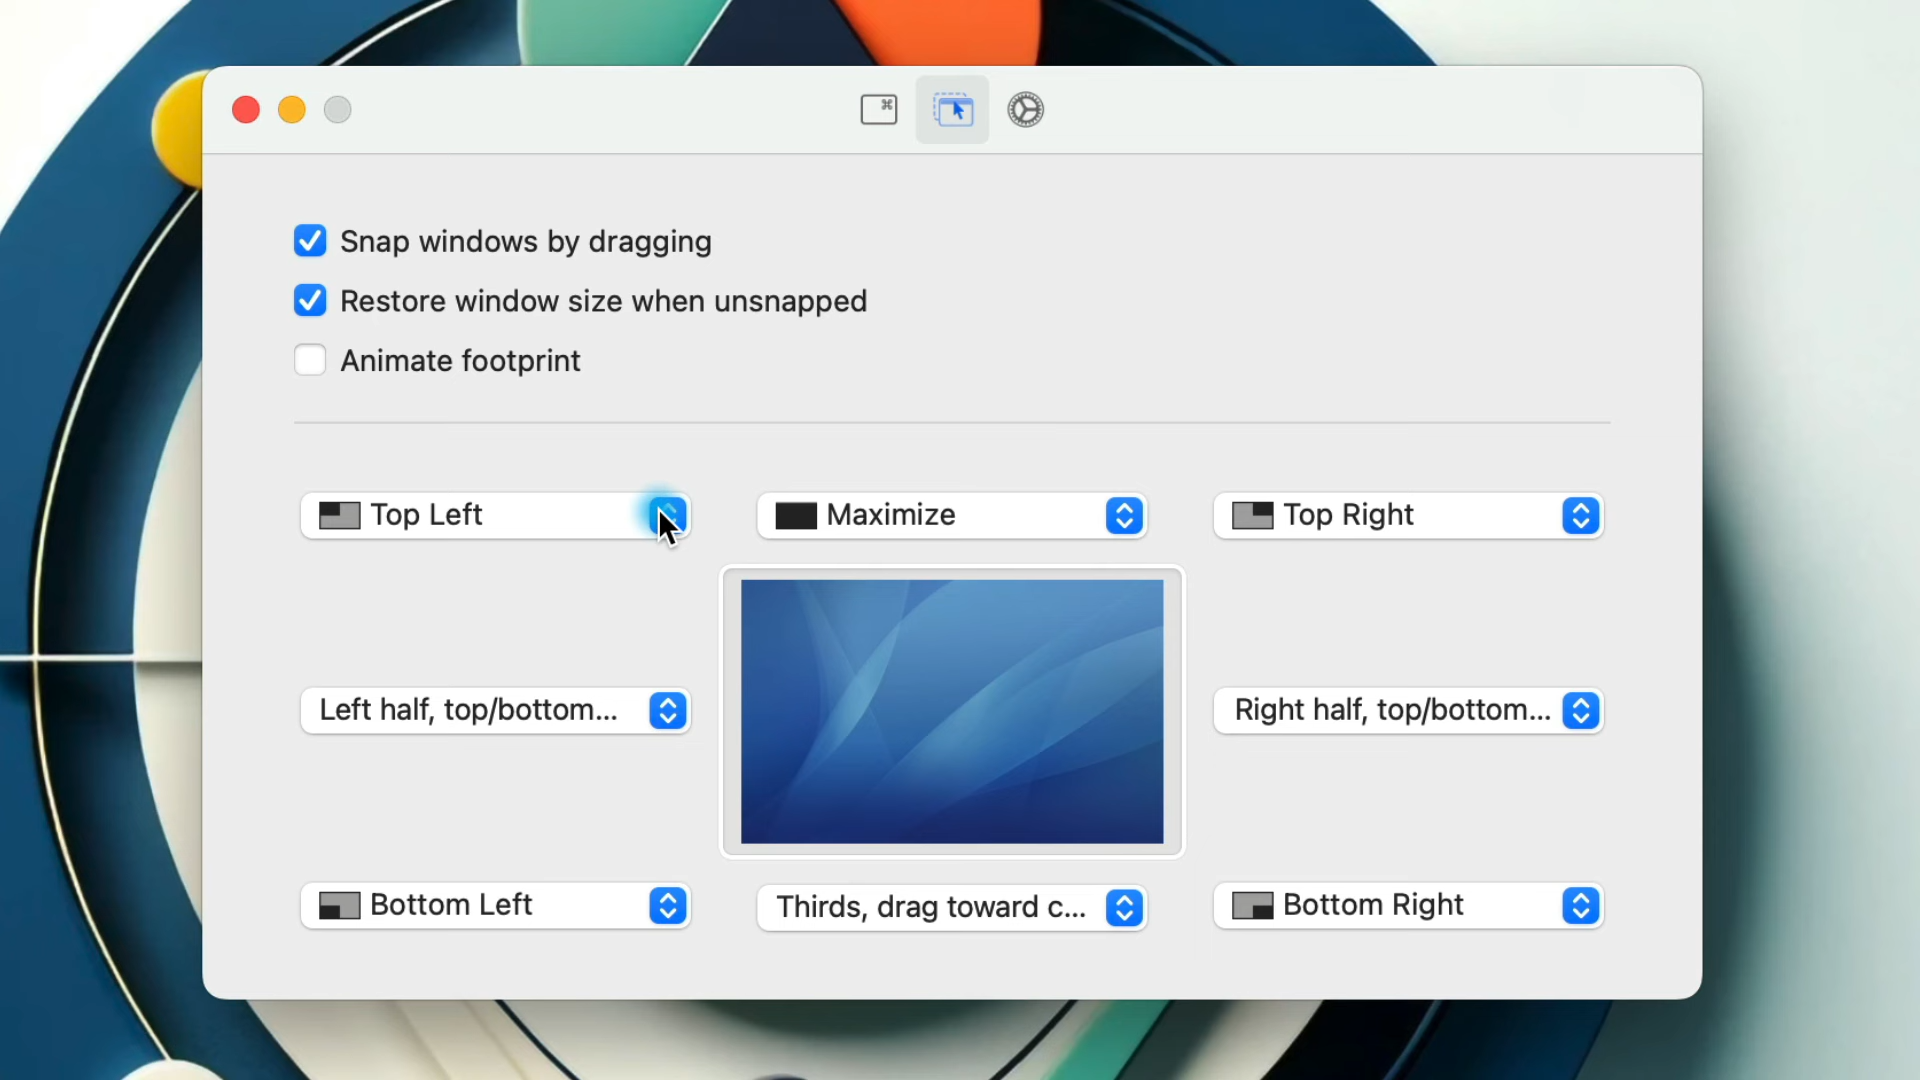 ⌘
Snap windows by dragging
Restore window size when unsnapped
Animate footprint
Top Left
Maximize
Top Right
Left half, top/bottom...
Right half, top/bottom...
Bottom Left
Thirds, drag toward c...
Bottom Right